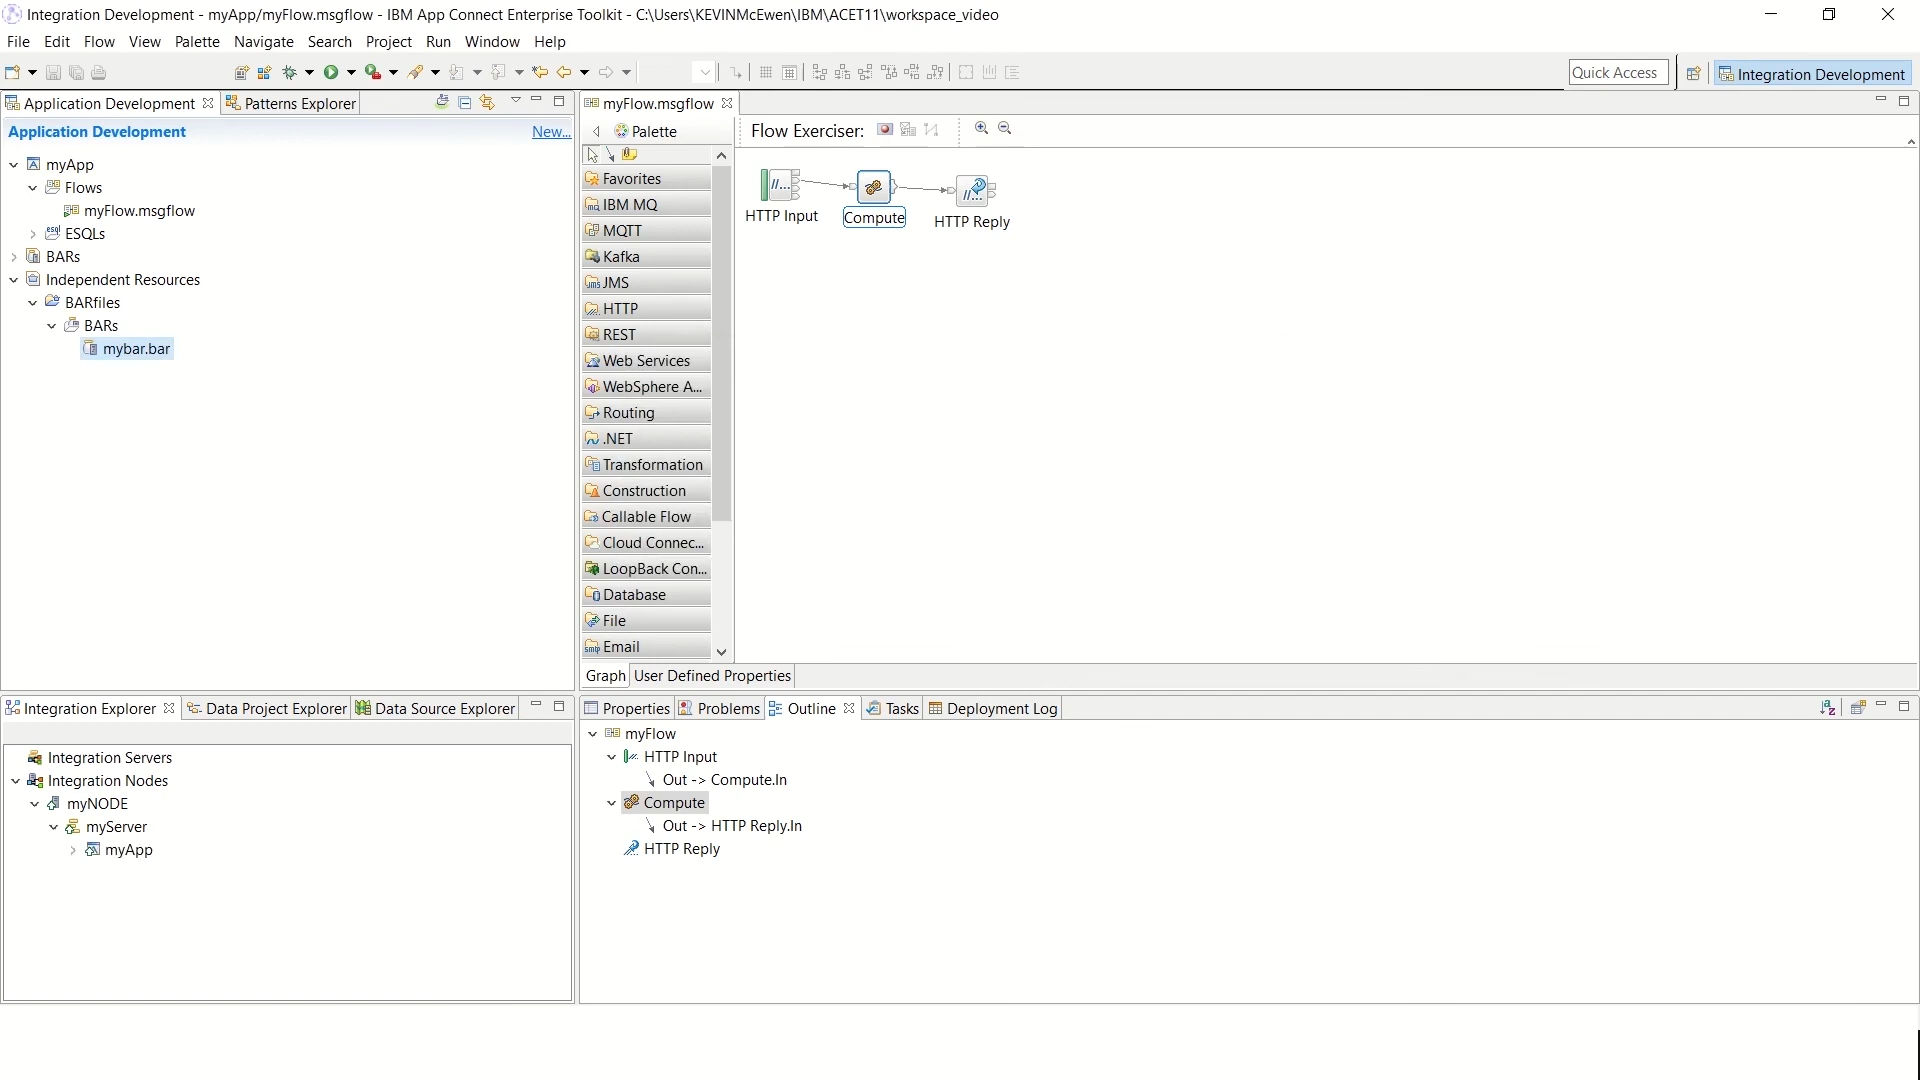 Integration Development - myApp/myFlow.msgflow - IBM App Connect Enterprise Toolkit - C:\Users\KEVINMcEwen\IBM\ACET11\workspace_video
File Edit Flow View Palette Navigate Search Project Run Window Help
Quick Access
Integration Development
Application Development
Patterns Explorer
Application Development
New...
myApp
Flows
myFlow.msgflow
ESQLs
BARs
Independent Resources
BARfiles
BARs
mybar.bar
myFlow.msgflow
Palette
Favorites
IBM MQ
MQTT
Kafka
JMS
HTTP
REST
Web Services
WebSphere A...
Routing
.NET
Transformation
Construction
Callable Flow
Cloud Connec...
LoopBack Con...
Database
File
Email
Flow Exerciser:
HTTP Input
Compute
HTTP Reply
Graph
User Defined Properties
Integration Explorer
Data Project Explorer
Data Source Explorer
Integration Servers
Integration Nodes
myNODE
myServer
myApp
Properties
Problems
Outline
Tasks
Deployment Log
myFlow
HTTP Input
Out -> Compute.In
Compute
Out -> HTTP Reply.In
HTTP Reply